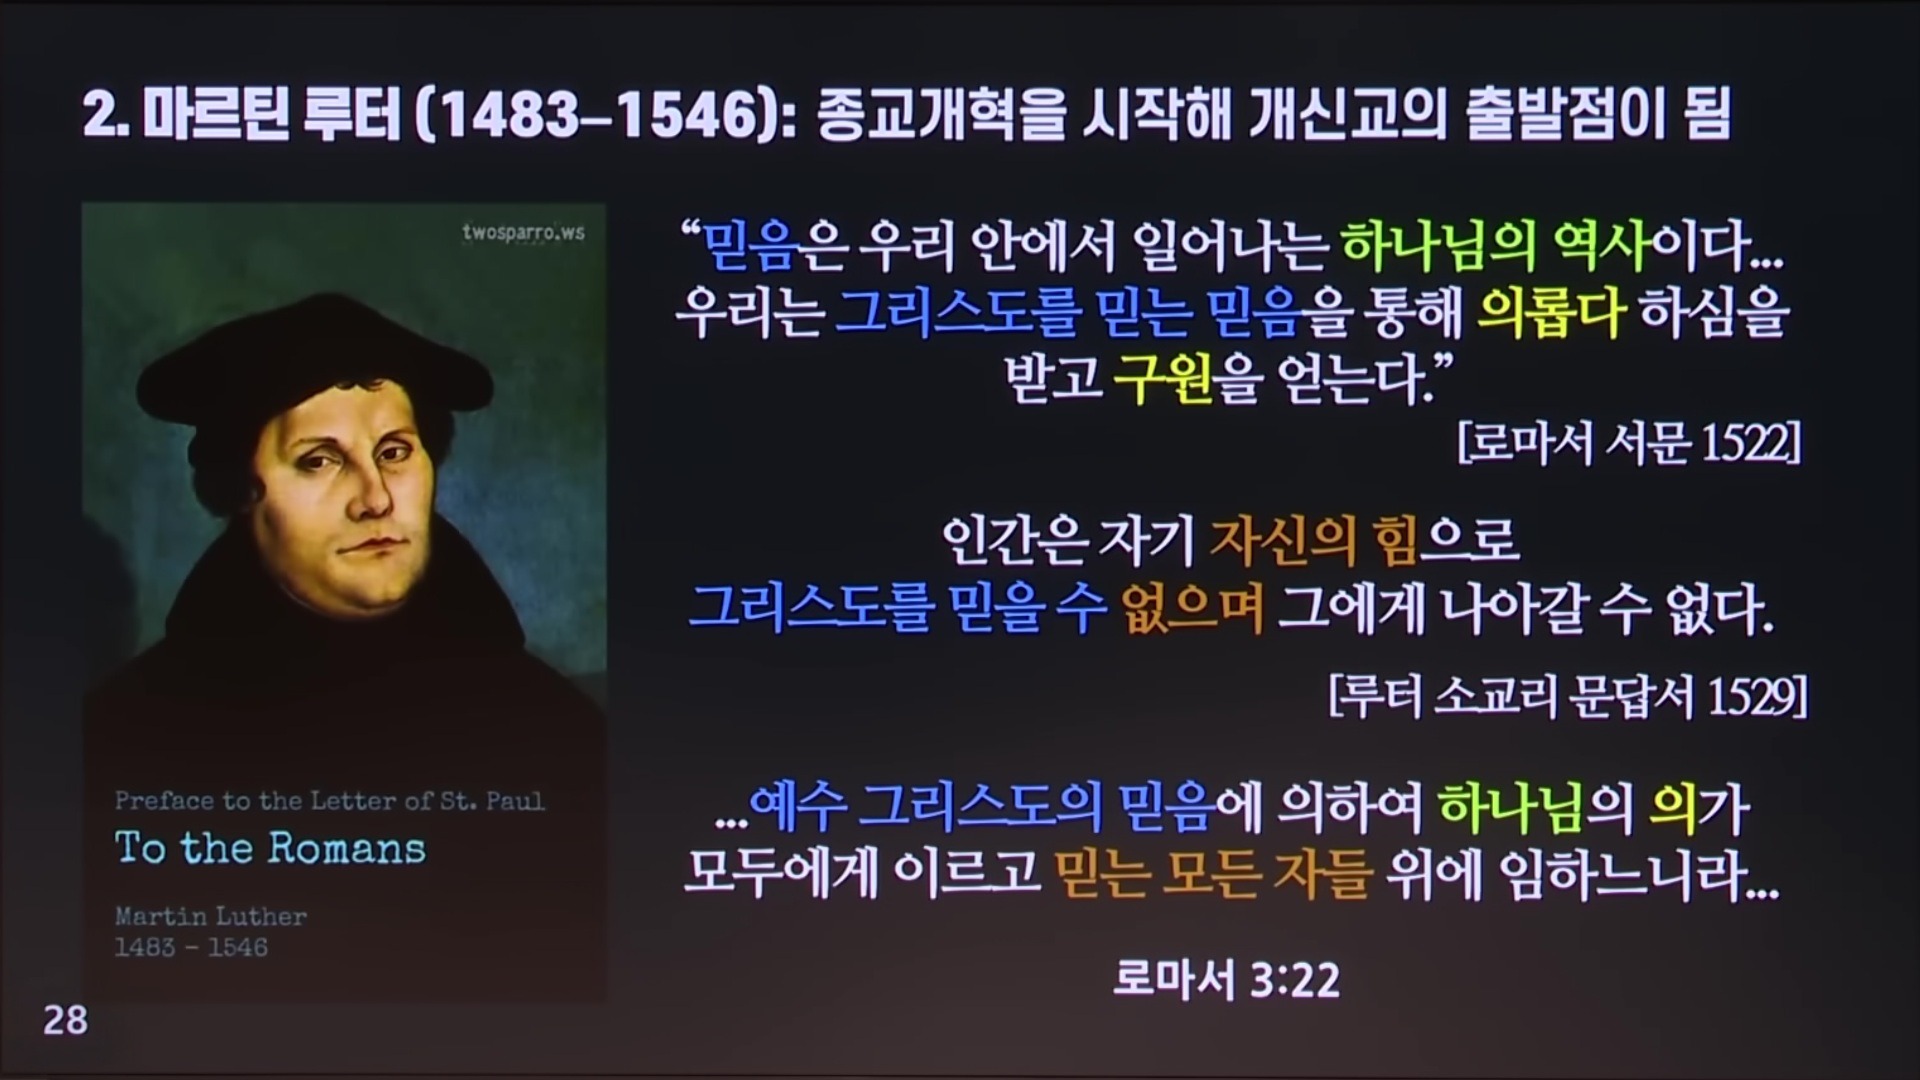 2. 마르틴 루터 (1483–1546): 종교개혁을 시작해 개신교의 출발점이 됨
twosparro.ws
“믿음은 우리 안에서 일어나는 하나님의 역사이다...
우리는 그리스도를 믿는 믿음을 통해 의롭다 하심을
받고 구원을 얻는다.”
[로마서 서문 1522]
인간은 자기 자신의 힘으로
그리스도를 믿을 수 없으며 그에게 나아갈 수 없다.
[루터 소교리 문답서 1529]
...예수 그리스도의 믿음에 의하여 하나님의 의가
모두에게 이르고 믿는 모든 자들 위에 임하느니라...
로마서 3:22
Preface to the Letter of St. Paul
To the Romans
Martin Luther
1483 – 1546
28